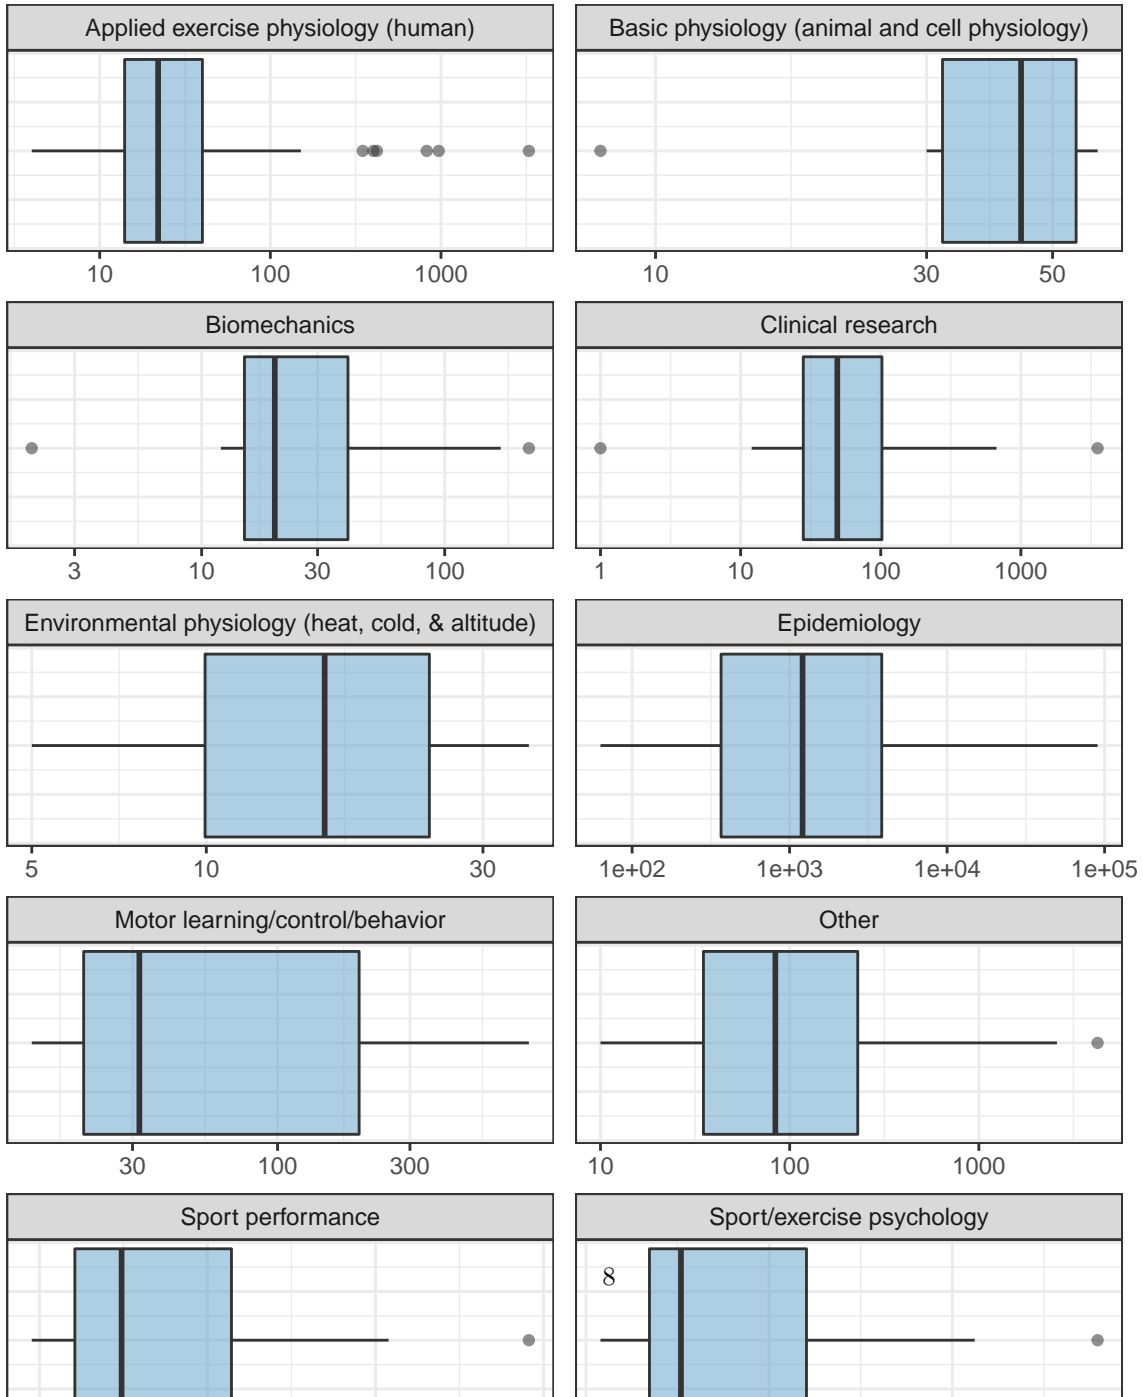 Applied exercise physiology (human)
Basic physiology (animal and cell physiology)
10 100 1000
10 30 50
Biomechanics
Clinical research
3 10 30 100
1 10 100 1000
Environmental physiology (heat, cold, & altitude)
Epidemiology
5 10 30
1e+02 1e+03 1e+04 1e+05
Motor learning/control/behavior
Other
30 100 300
10 100 1000
Sport performance
Sport/exercise psychology
8